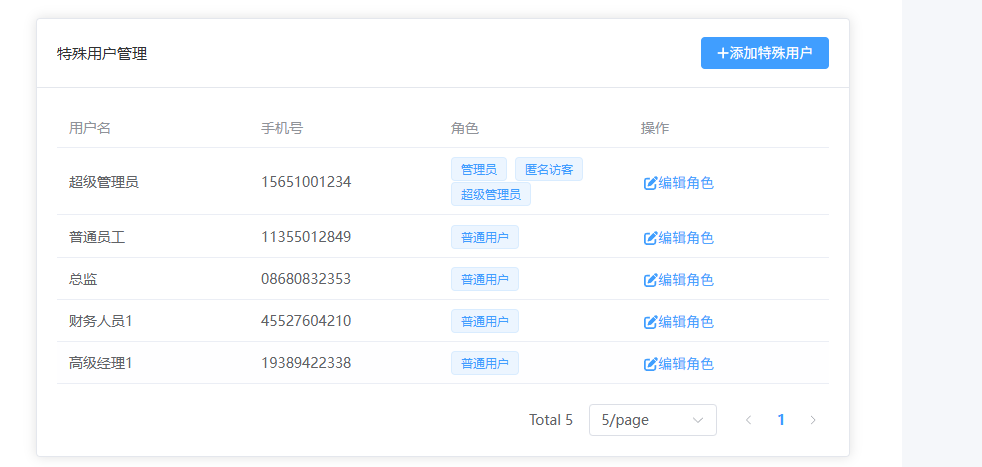 特殊用户管理
+添加特殊用户
用户名 手机号 角色 操作
超级管理员 15651001234 管理员 匿名访客 超级管理员 编辑角色
普通员工 11355012849 普通用户 编辑角色
总监 08680832353 普通用户 编辑角色
财务人员1 45527604210 普通用户 编辑角色
高级经理1 19389422338 普通用户 编辑角色
Total 5 5/page 1